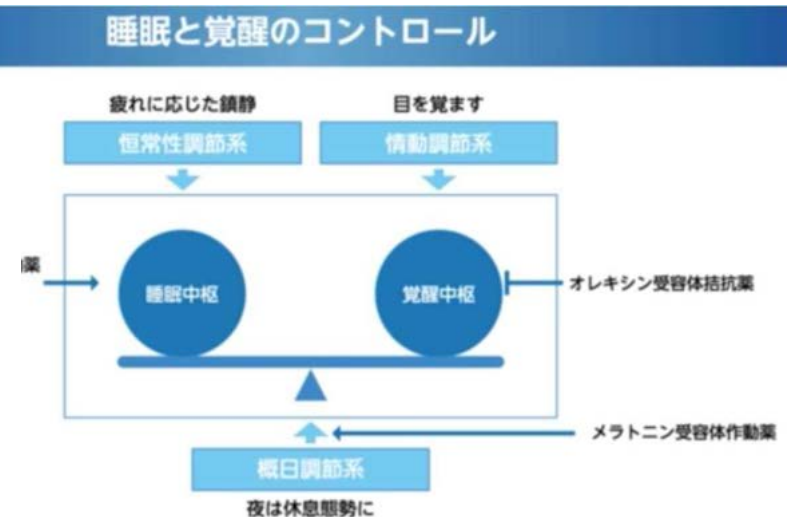 睡眠と覚醒のコントロール
疲れに応じた鎮静
目を覚ます
恒常性調節系
情動調節系
薬
睡眠中枢
覚醒中枢
オレキシン受容体拮抗薬
メラトニン受容体作動薬
概日調節系
夜は休息態勢に